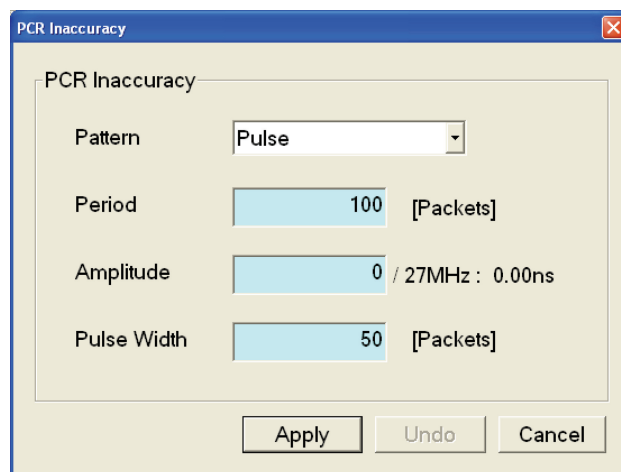 PCR Inaccuracy
PCR Inaccuracy
Pattern Pulse
Period 100 [Packets]
Amplitude 0 / 27MHz : 0.00ns
Pulse Width 50 [Packets]
Apply Undo Cancel